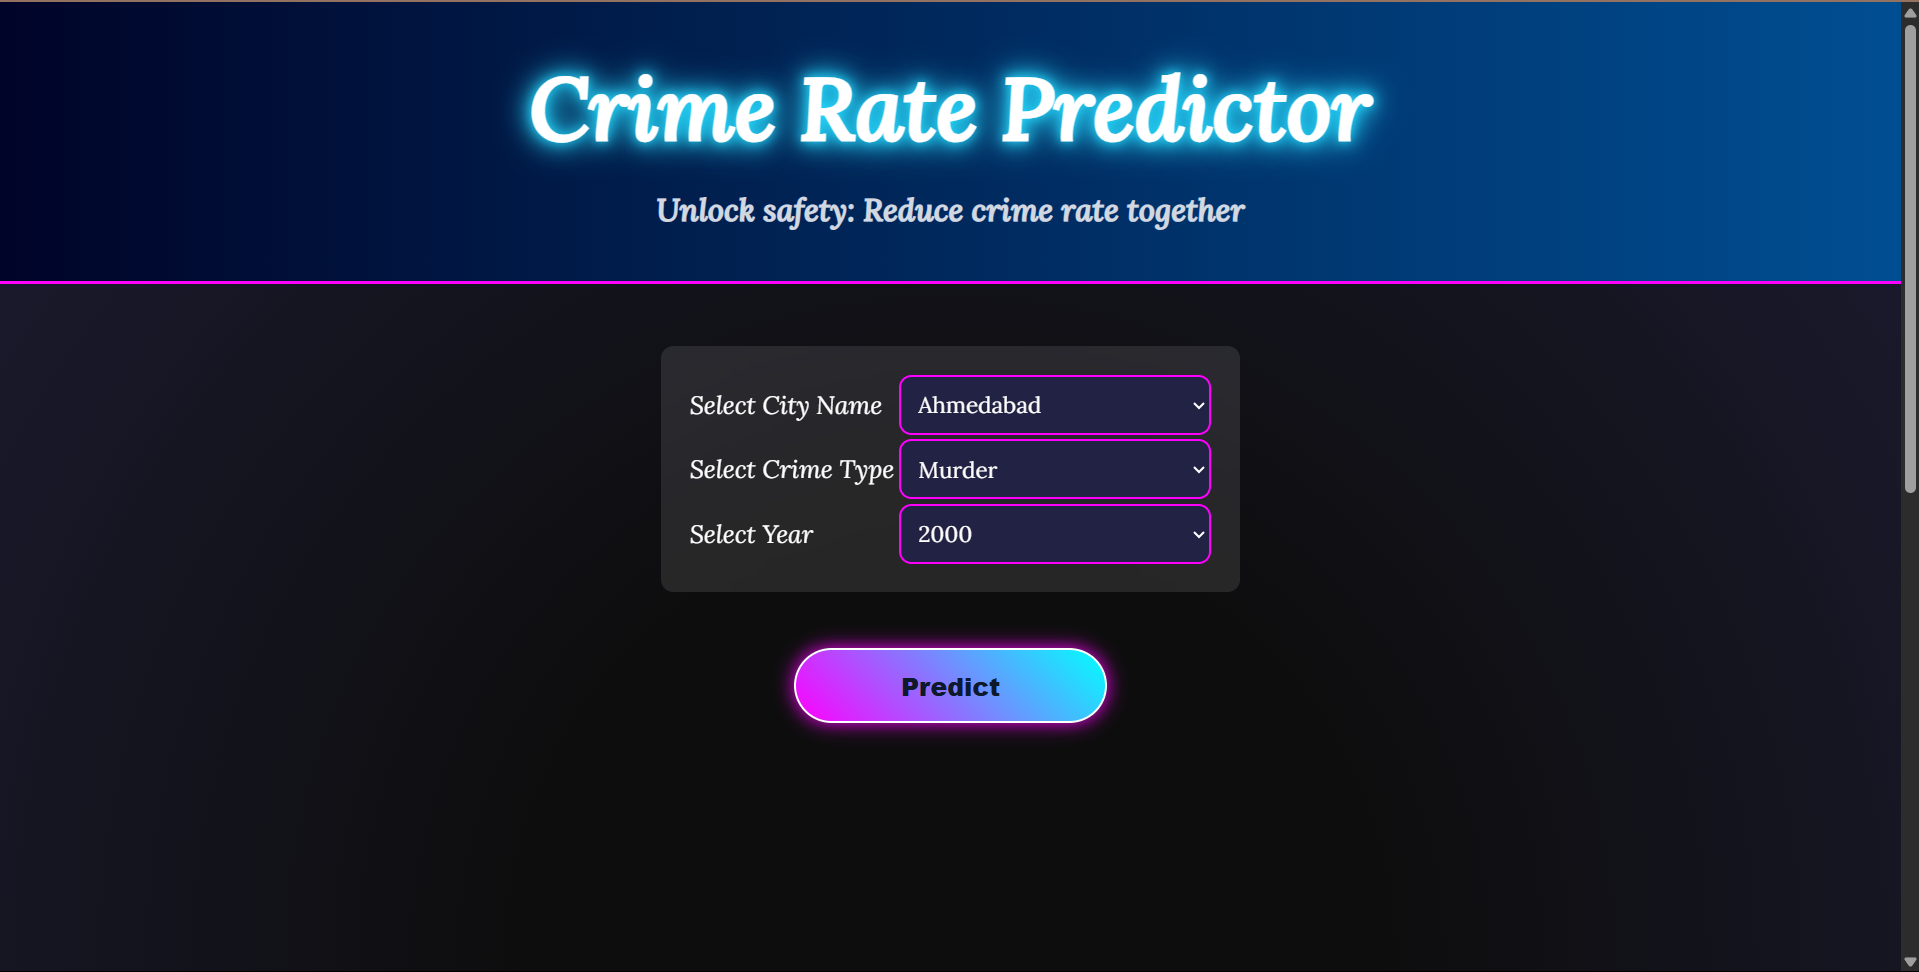 Crime Rate Predictor
Unlock safety: Reduce crime rate together
Select City Name Ahmedabad
Select Crime Type Murder
Select Year 2000
Predict